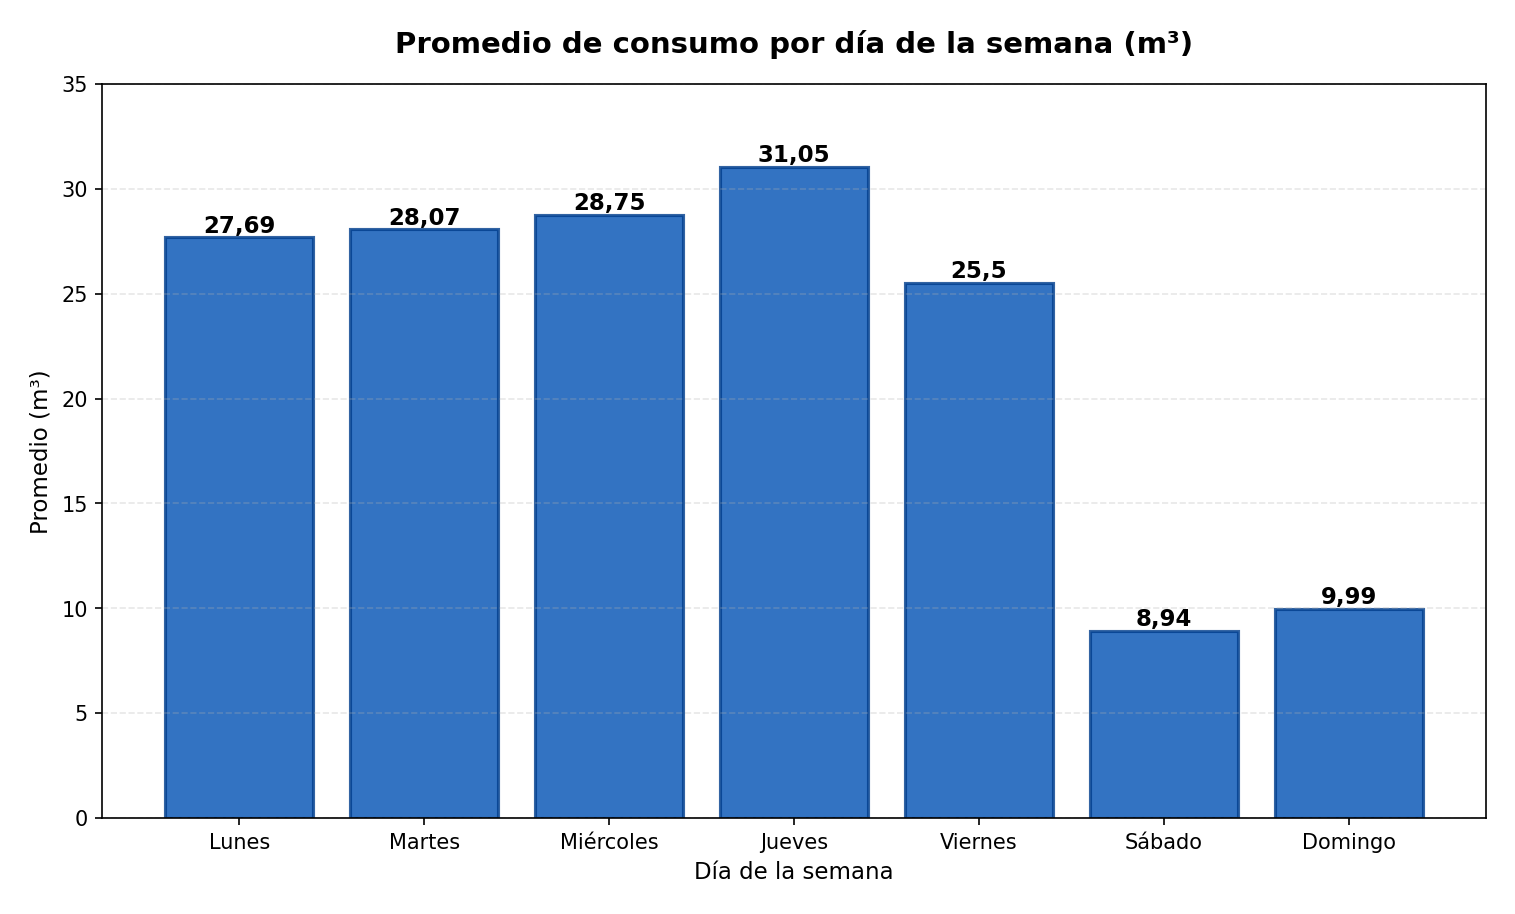 Promedio de consumo por día de la semana (m³)
Promedio (m³)
35
30
25
20
15
10
5
0
27,69
28,07
28,75
31,05
25,5
8,94
9,99
Lunes
Martes
Miércoles
Jueves
Viernes
Sábado
Domingo
Día de la semana